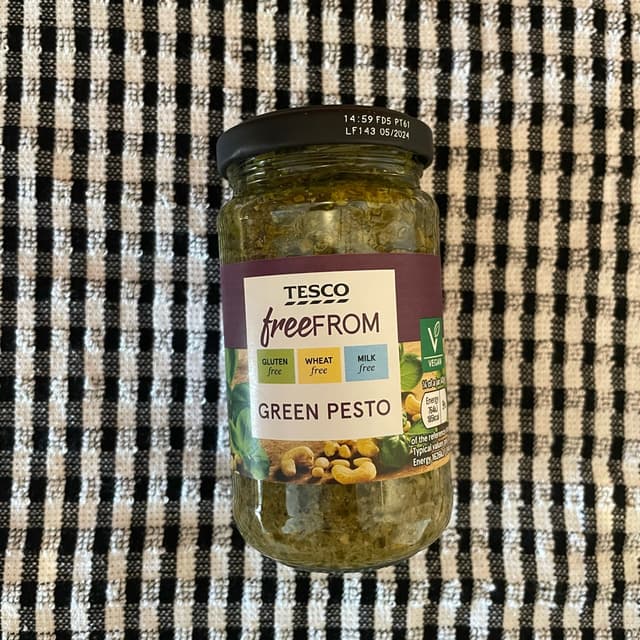 14:59 FD5 PT61
LF143 05/2024
TESCO
freeFROM
GLUTEN free
WHEAT free
MILK free
GREEN PESTO
V
VEGAN
Energy
of the reference
Typical values
Energy